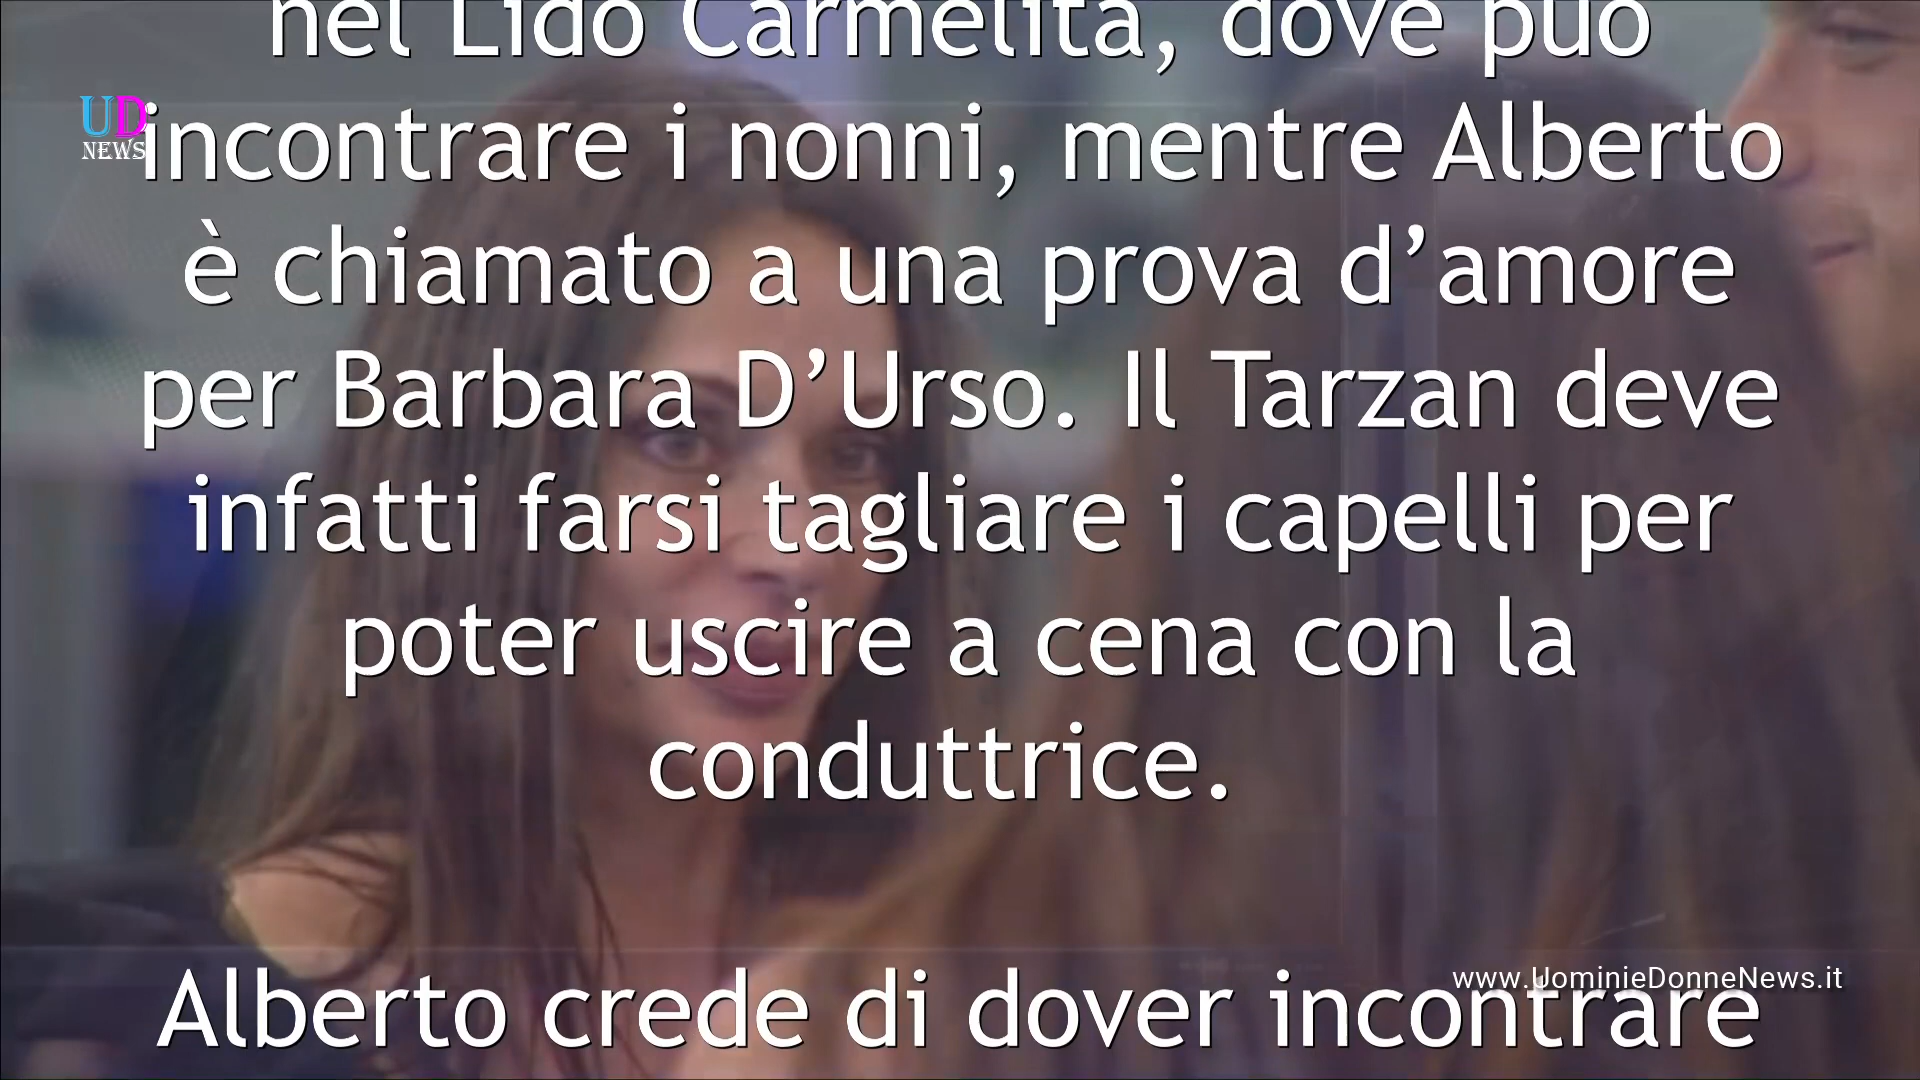 nel Lido Carmelita, dove può
UD
NEWS
incontrare i nonni, mentre Alberto
è chiamato a una prova d’amore
per Barbara D’Urso. Il Tarzan deve
infatti farsi tagliare i capelli per
poter uscire a cena con la
conduttrice.
www.UominieDonneNews.it
Alberto crede di dover incontrare